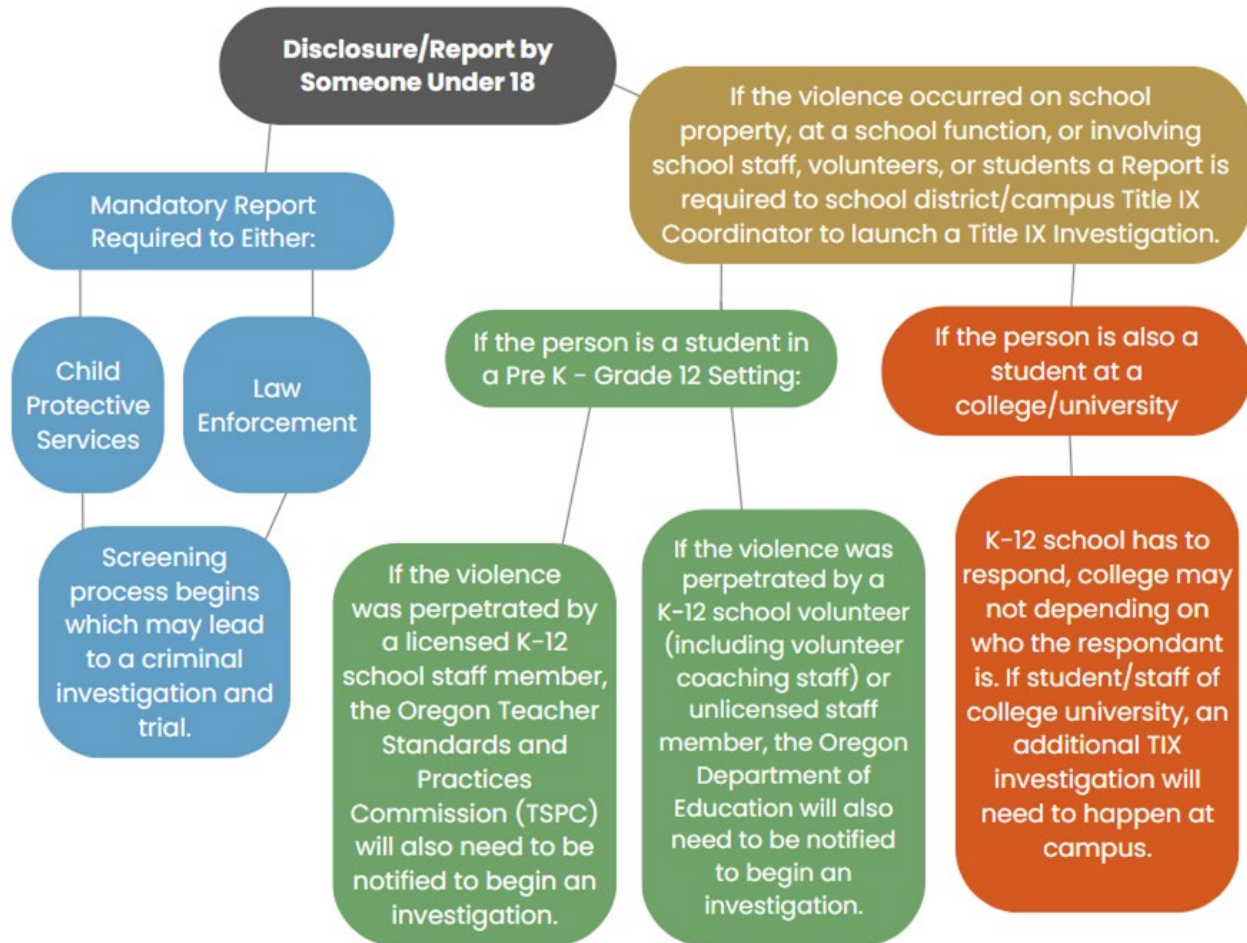 Disclosure/Report by
Someone Under 18
If the violence occurred on school
property, at a school function, or involving
school staff, volunteers, or students a Report is
required to school district/campus Title IX
Coordinator to launch a Title IX Investigation.
Mandatory Report
Required to Either:
Child
Protective
Services
Law
Enforcement
Screening
process begins
which may lead
to a criminal
investigation and
trial.
If the person is a student in
a Pre K - Grade 12 Setting:
If the violence
was perpetrated by
a licensed K-12
school staff member,
the Oregon Teacher
Standards and
Practices
Commission (TSPC)
will also need to be
notified to begin an
investigation.
If the violence was
perpetrated by a
K-12 school volunteer
(including volunteer
coaching staff) or
unlicensed staff
member, the Oregon
Department of
Education will also
need to be notified
to begin an
investigation.
If the person is also a
student at a
college/university
K-12 school has to
respond, college may
not depending on
who the respondant
is. If student/staff of
college university, an
additional TIX
investigation will
need to happen at
campus.